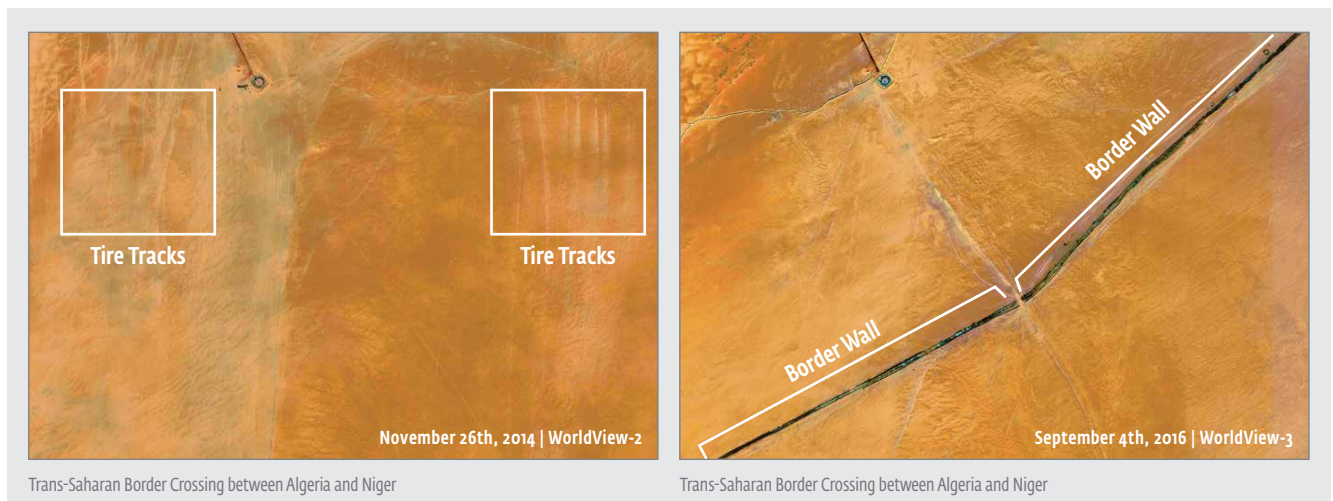 Tire Tracks
Tire Tracks
November 26th, 2014 | WorldView-2
Trans-Saharan Border Crossing between Algeria and Niger
Border Wall
Border Wall
September 4th, 2016 | WorldView-3
Trans-Saharan Border Crossing between Algeria and Niger